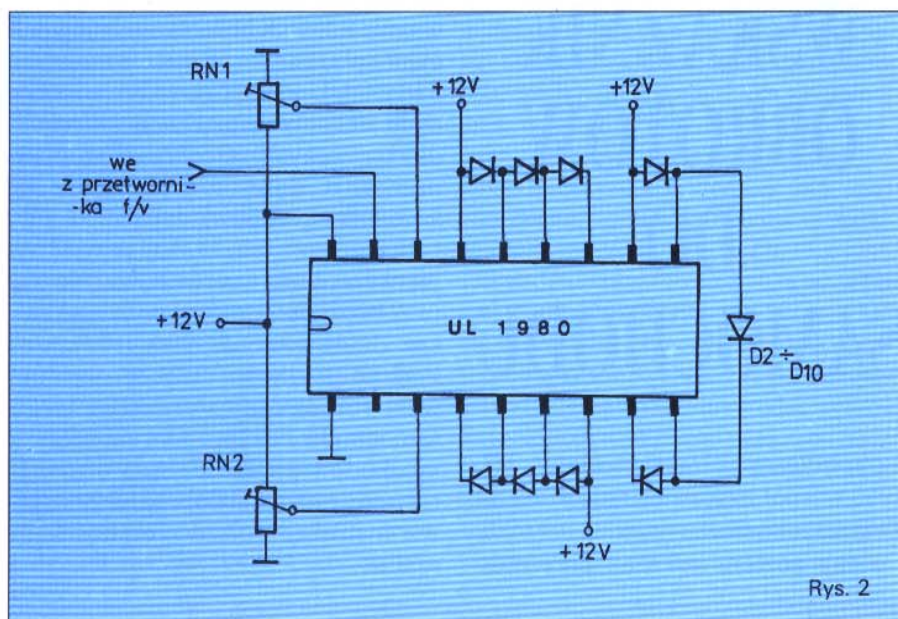 RN1
+12V
+12V
we
z przetworni-
-ka f/v
+12V
UL 1980
D2 ÷
D10
RN2
+12V
Rys. 2